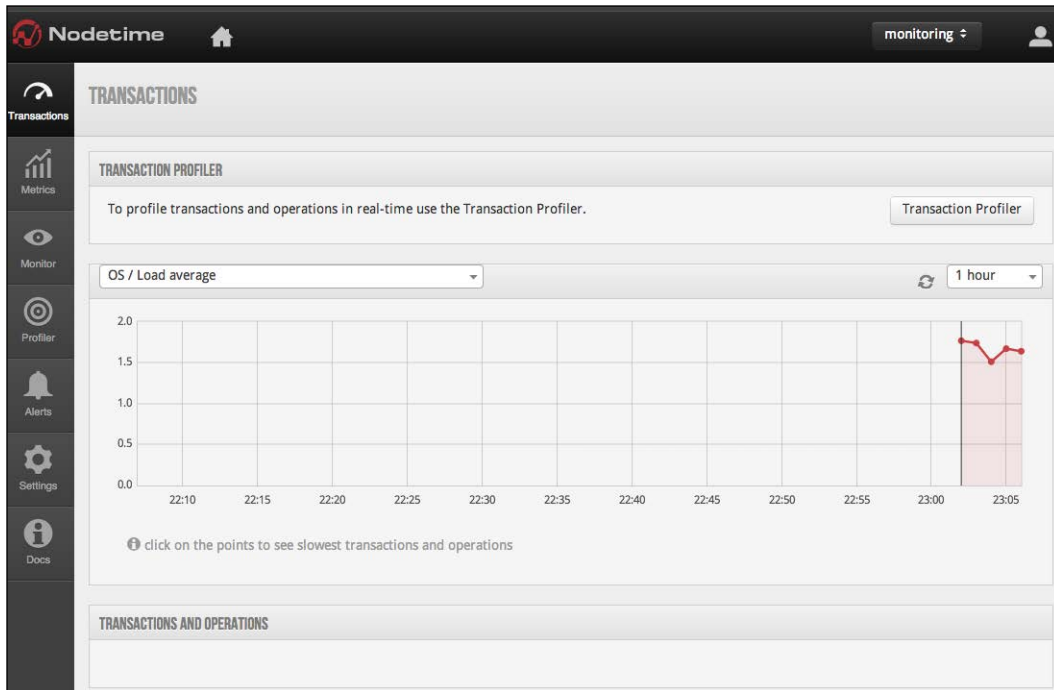 Nodetime
monitoring
Transactions
Metrics
Monitor
Profiler
Alerts
Settings
Docs
TRANSACTIONS
TRANSACTION PROFILER
To profile transactions and operations in real-time use the Transaction Profiler.
Transaction Profiler
OS / Load average
1 hour
2.0
1.5
1.0
0.5
0.0
22:10 22:15 22:20 22:25 22:30 22:35 22:40 22:45 22:50 22:55 23:00 23:05
click on the points to see slowest transactions and operations
TRANSACTIONS AND OPERATIONS